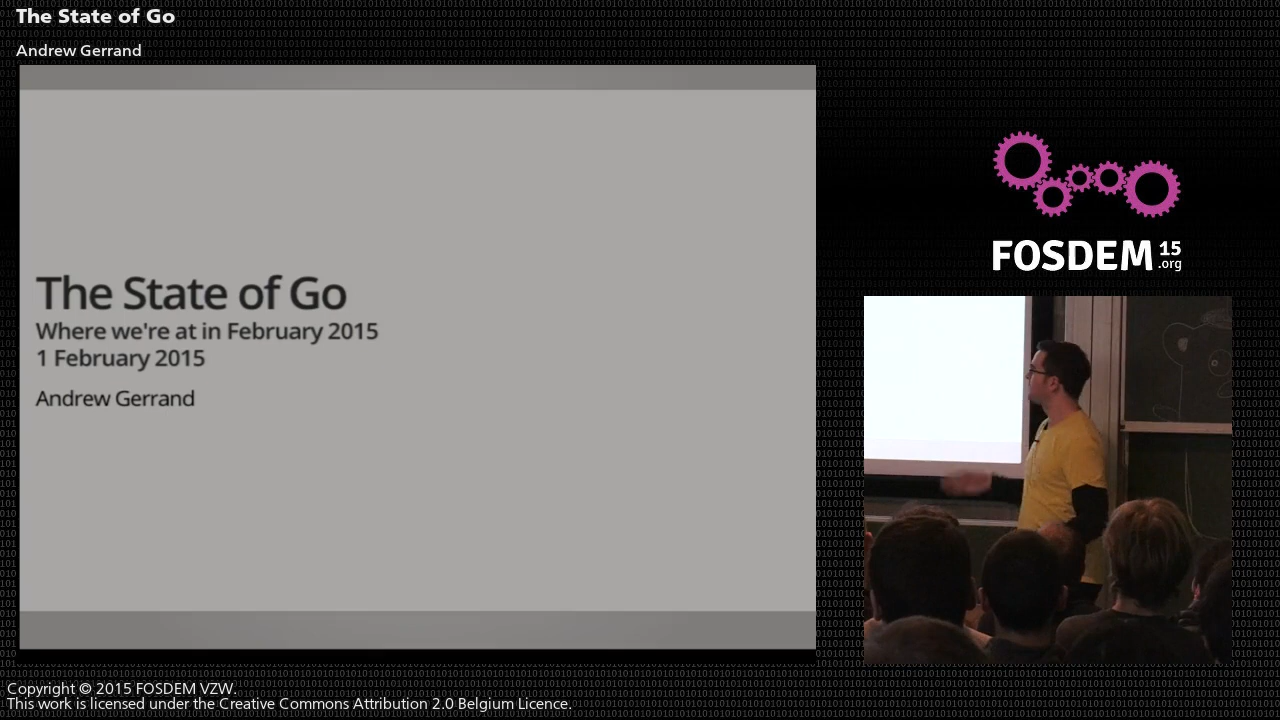 The State of Go
Andrew Gerrand
The State of Go
Where we're at in February 2015
1 February 2015
Andrew Gerrand
FOSDEM 15
.org
Copyright © 2015 FOSDEM VZW.
This work is licensed under the Creative Commons Attribution 2.0 Belgium Licence.